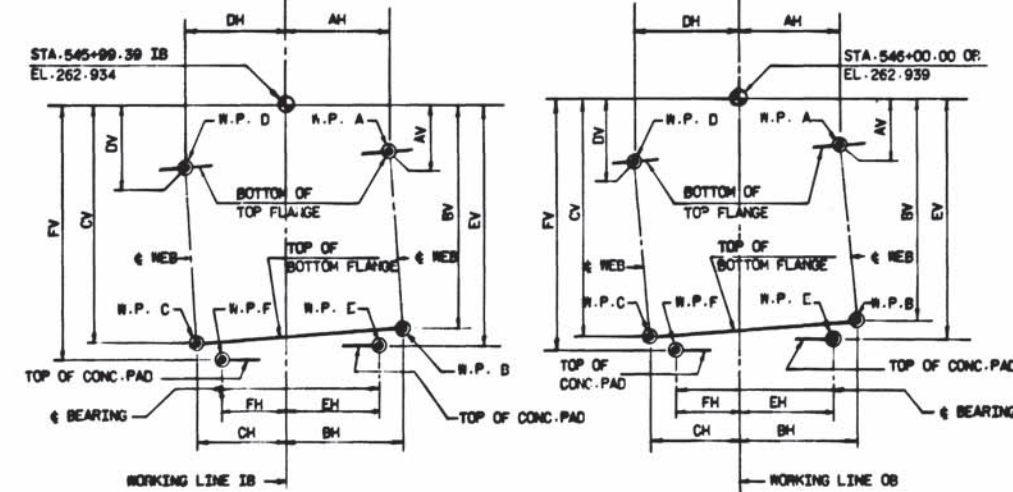 DH
AH
STA.545+99.39 IB
EL.262.934
W.P. D
W.P. A
DV
AV
BOTTOM OF
TOP FLANGE
FV
CV
BV
EV
¢ WEB
TOP OF
BOTTOM FLANGE
¢ WEB
W.P. C
W.P.F
W.P. E
W.P. B
TOP OF CONC.PAD
¢ BEARING
FH
EH
TOP OF CONC.PAD
CH
BH
WORKING LINE IB
DH
AH
STA.546+00.00
EL.262.939
W.P. D
W.P. A
DV
AV
BOTTOM OF
TOP FLANGE
FV
CV
BV
EV
¢ WEB
TOP OF
BOTTOM FLANGE
¢ WEB
W.P.C
W.P.F
W.P. E
W.P.B
TOP OF
CONC.PAD
TOP OF CONC.PAD
FH
EH
¢ BEARING
CH
BH
WORKING LINE OB